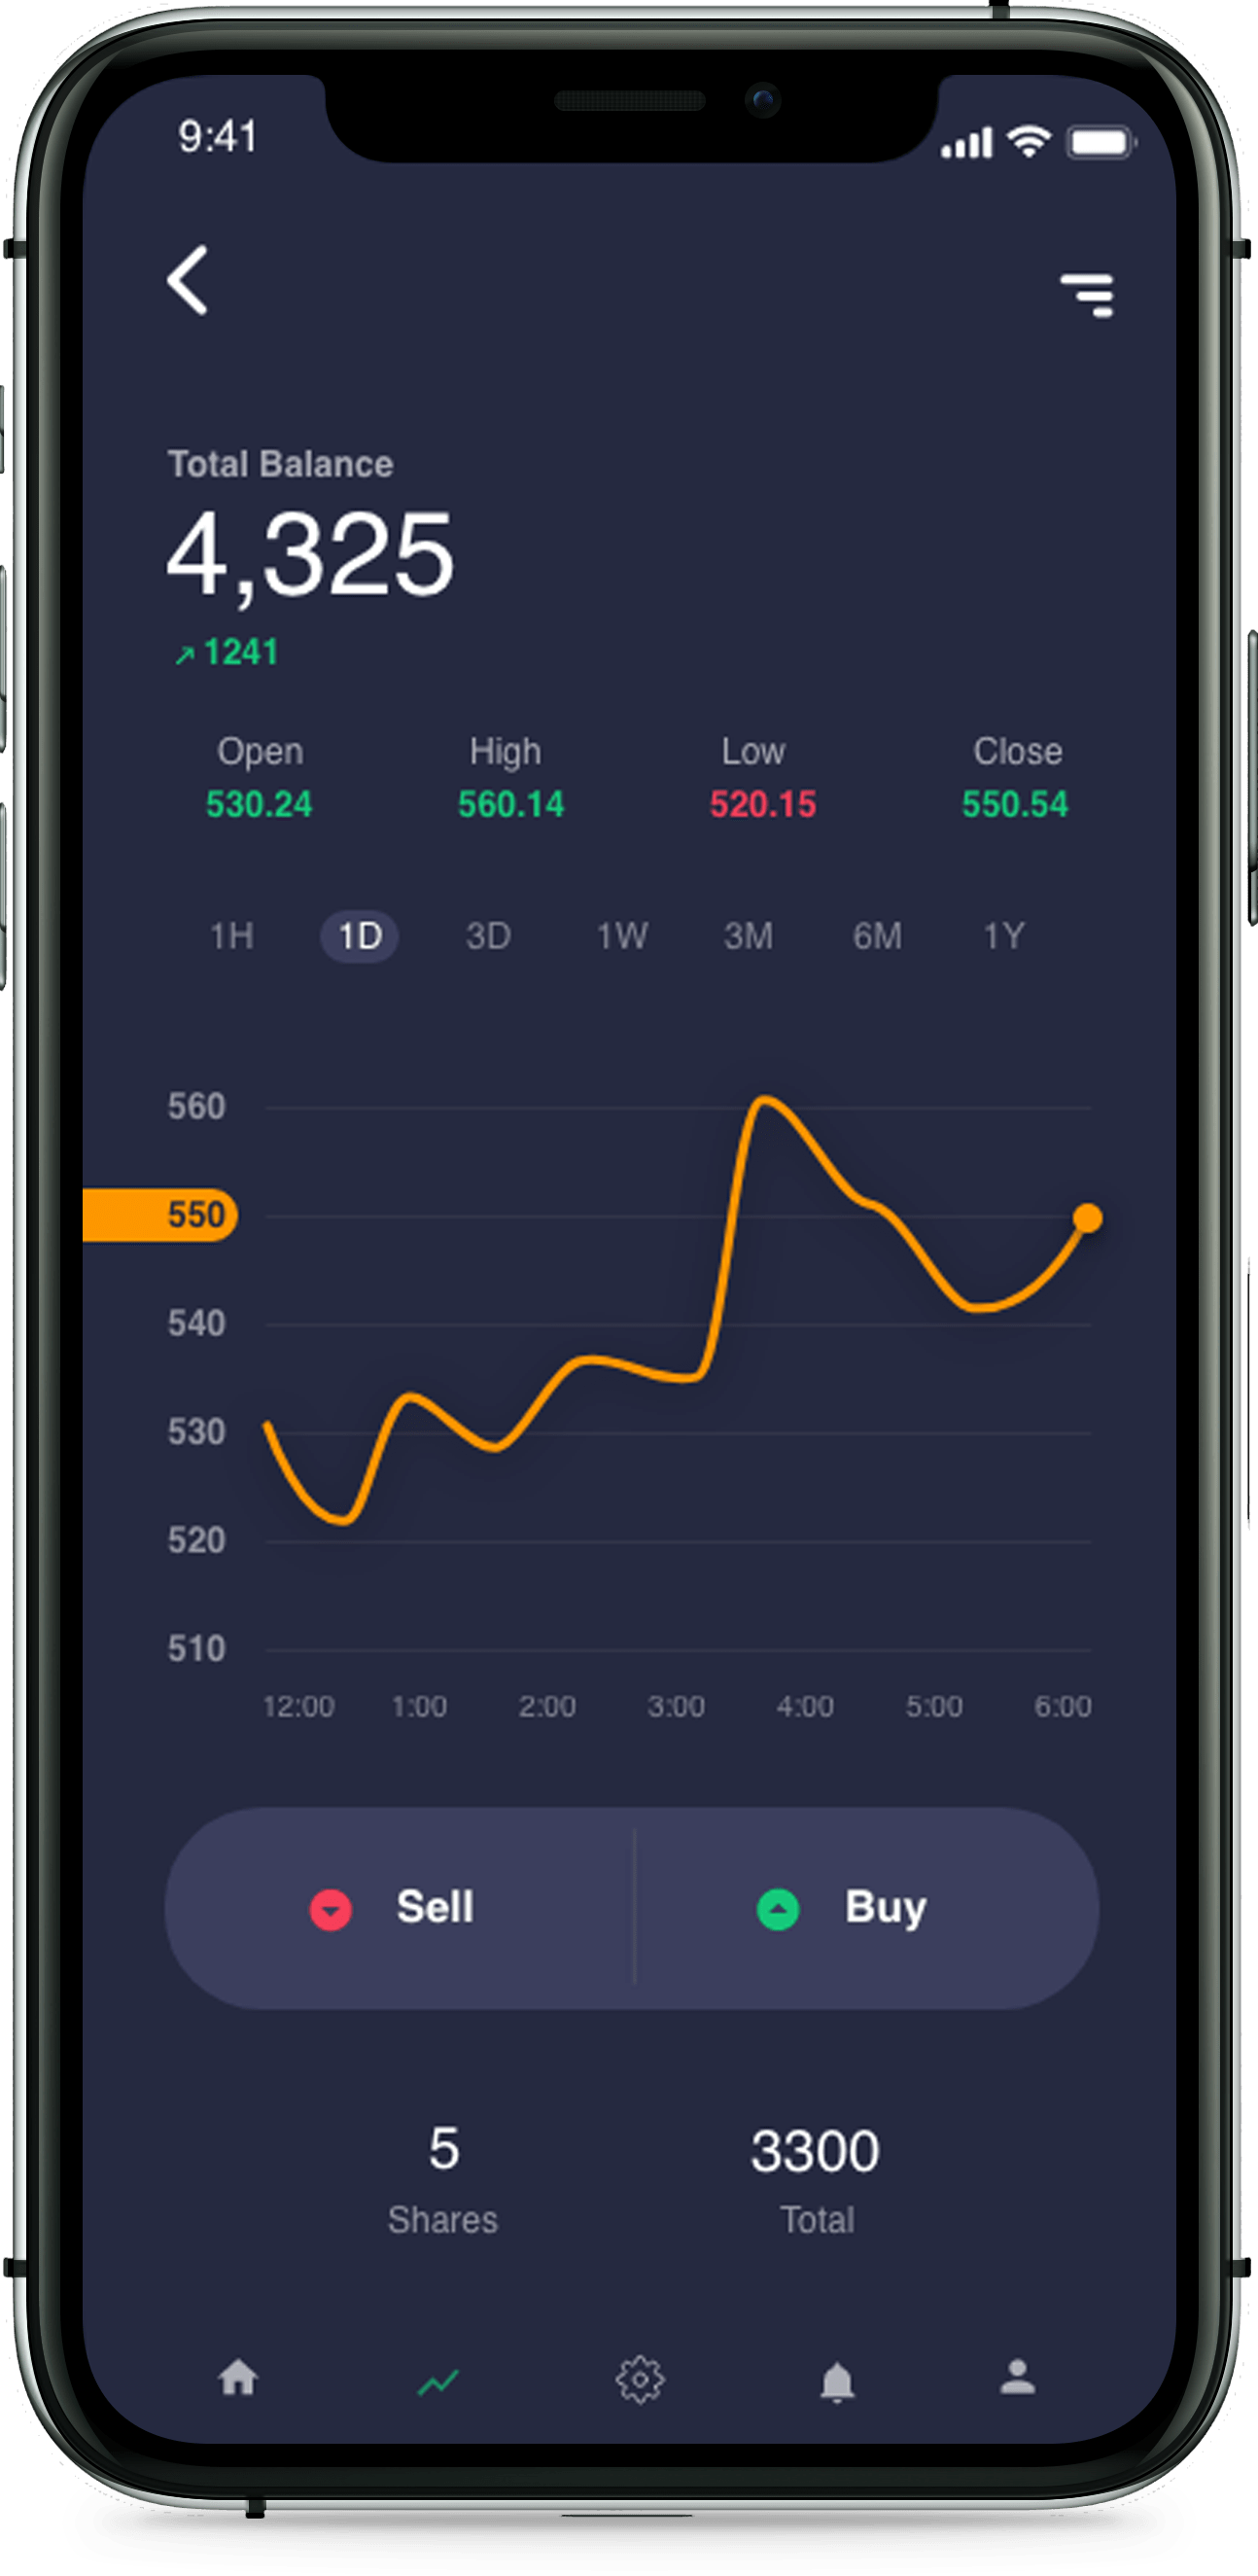 9:41
Total Balance
4,325
↗ 1241
Open High Low Close
530.24 560.14 520.15 550.54
1H 1D 3D 1W 3M 6M 1Y
560
550
540
530
520
510
12:00 1:00 2:00 3:00 4:00 5:00 6:00
Sell Buy
5 3300
Shares Total